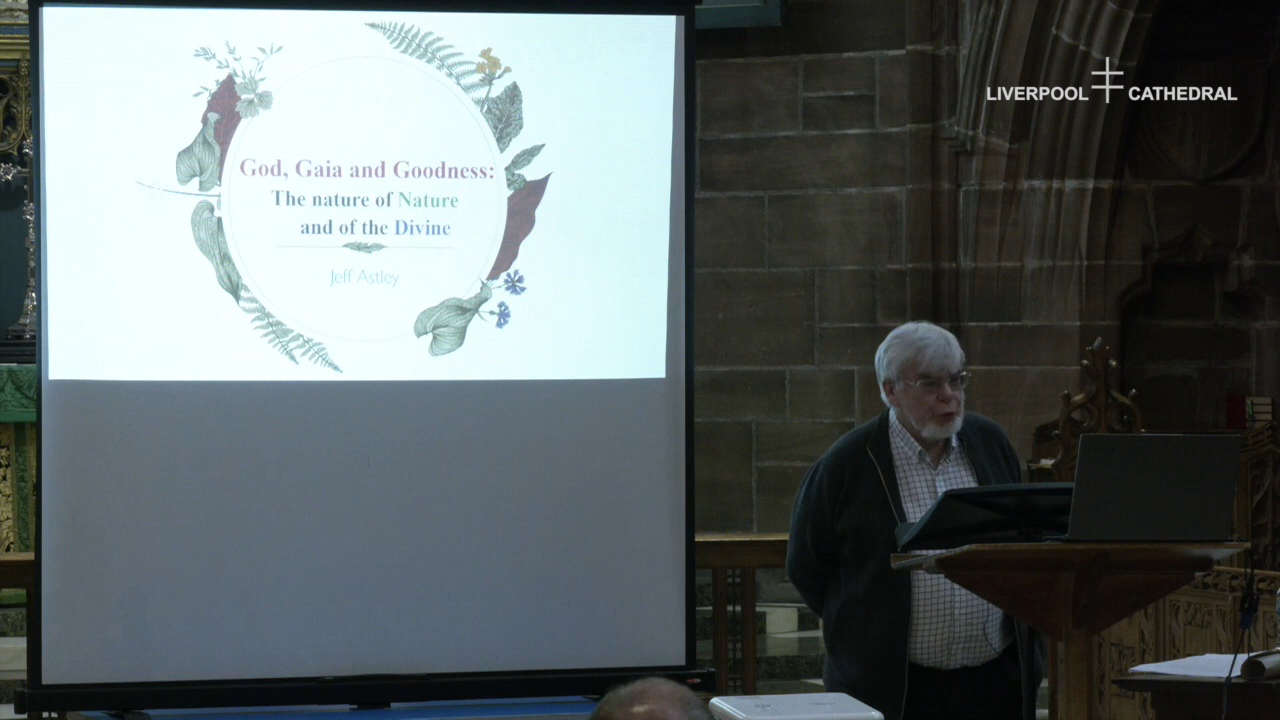 God, Gaia and Goodness:
The nature of Nature
and of the Divine
Jeff Astley
LIVERPOOL CATHEDRAL